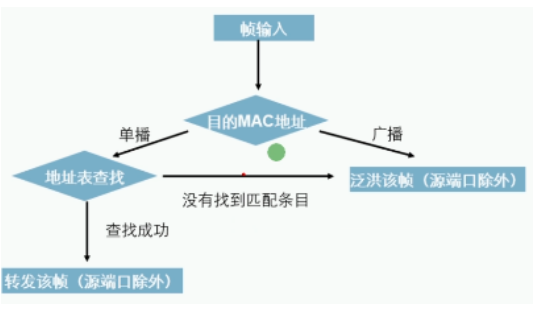 帧输入
目的MAC地址
单播
广播
地址表查找
没有找到匹配条目
泛洪该帧（源端口除外）
查找成功
转发该帧（源端口除外）